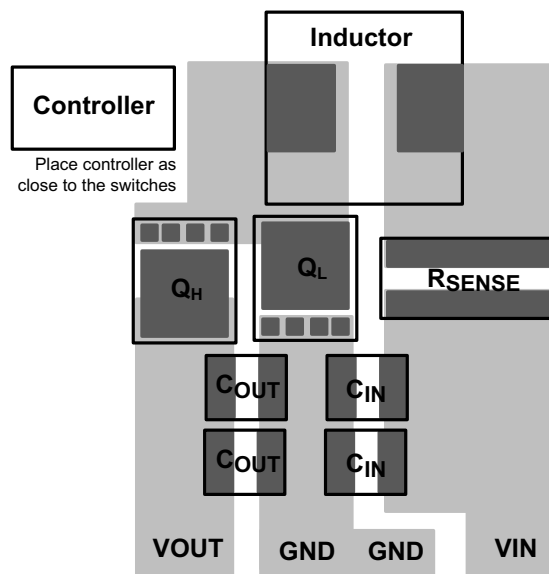 Inductor
Controller
Place controller as
close to the switches
QH
QL
RSENSE
COUT
CIN
COUT
CIN
VOUT
GND
GND
VIN